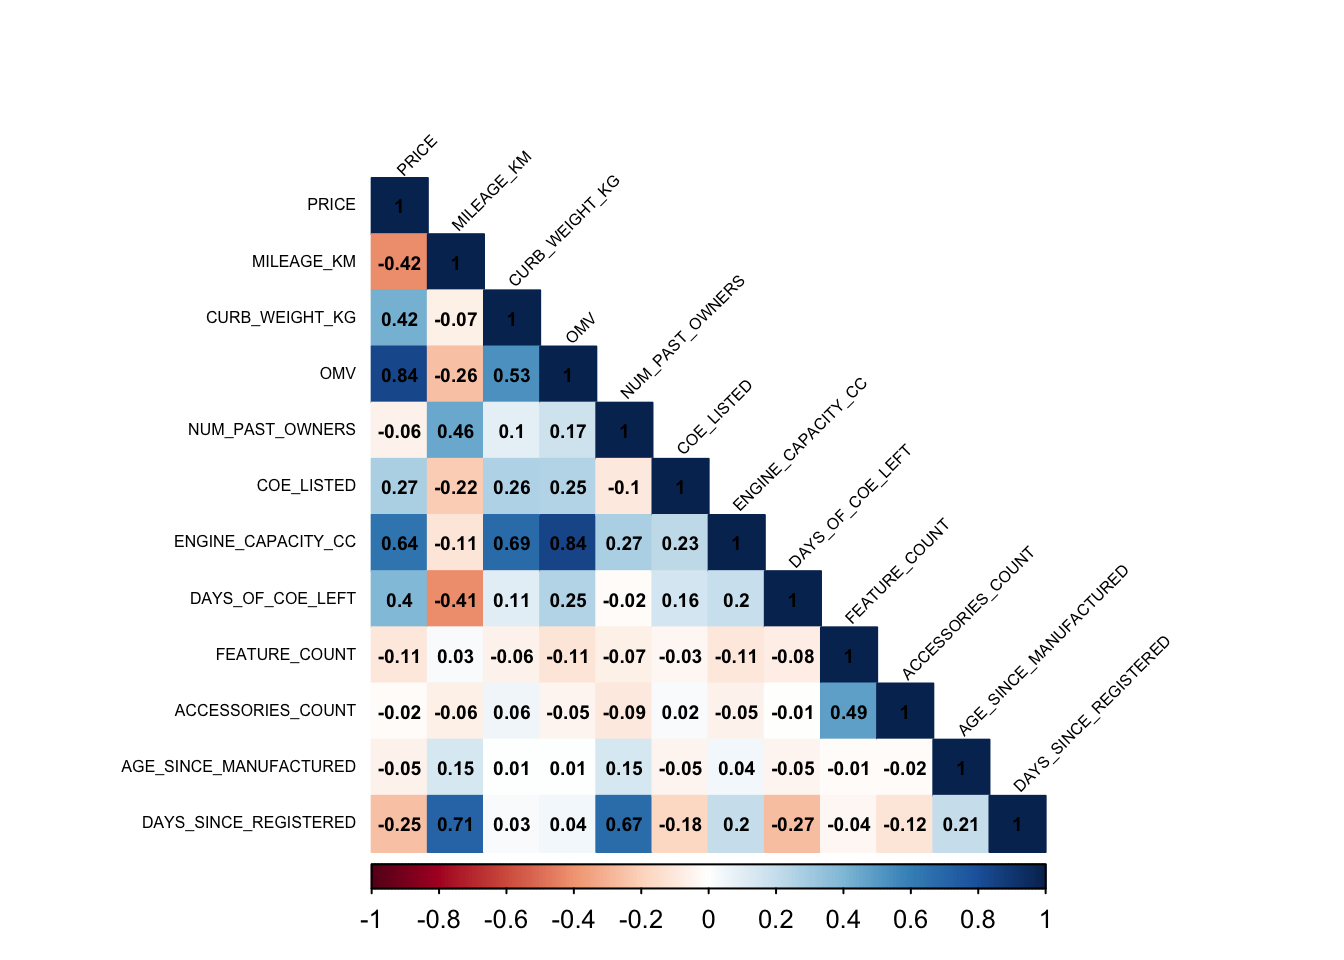 PRICE
MILEAGE_KM
CURB_WEIGHT_KG
OMV
NUM_PAST_OWNERS
COE_LISTED
ENGINE_CAPACITY_CC
DAYS_OF_COE_LEFT
FEATURE_COUNT
ACCESSORIES_COUNT
AGE_SINCE_MANUFACTURED
DAYS_SINCE_REGISTERED
PRICE 1
MILEAGE_KM -0.42 1
CURB_WEIGHT_KG 0.42 -0.07 1
OMV 0.84 -0.26 0.53 1
NUM_PAST_OWNERS -0.06 0.46 0.1 0.17 1
COE_LISTED 0.27 -0.22 0.26 0.25 -0.1 1
ENGINE_CAPACITY_CC 0.64 -0.11 0.69 0.84 0.27 0.23 1
DAYS_OF_COE_LEFT 0.4 -0.41 0.11 0.25 -0.02 0.16 0.2 1
FEATURE_COUNT -0.11 0.03 -0.06 -0.11 -0.07 -0.03 -0.11 -0.08 1
ACCESSORIES_COUNT -0.02 -0.06 0.06 -0.05 -0.09 0.02 -0.05 -0.01 0.49 1
AGE_SINCE_MANUFACTURED -0.05 0.15 0.01 0.01 0.15 -0.05 0.04 -0.05 -0.01 -0.02 1
DAYS_SINCE_REGISTERED -0.25 0.71 0.03 0.04 0.67 -0.18 0.2 -0.27 -0.04 -0.12 0.21 1
-1 -0.8 -0.6 -0.4 -0.2 0 0.2 0.4 0.6 0.8 1